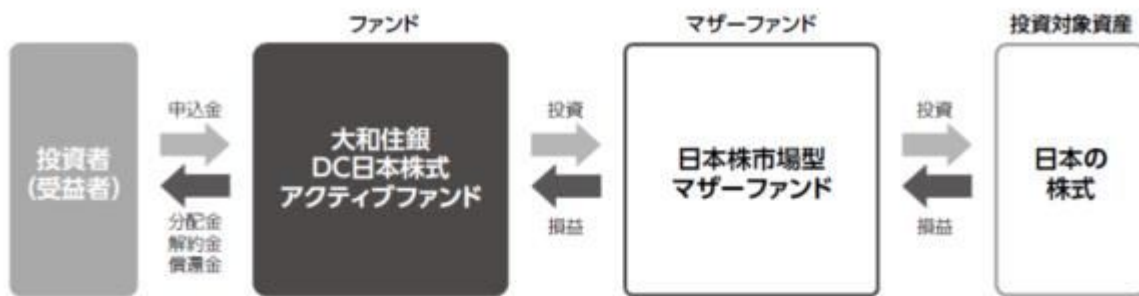 ファンド
マザーファンド
投資対象資産
投資者
(受益者)
申込金
分配金
解約金
償還金
大和住銀
DC日本株式
アクティブファンド
投資
損益
日本株市場型
マザーファンド
投資
損益
日本の
株式